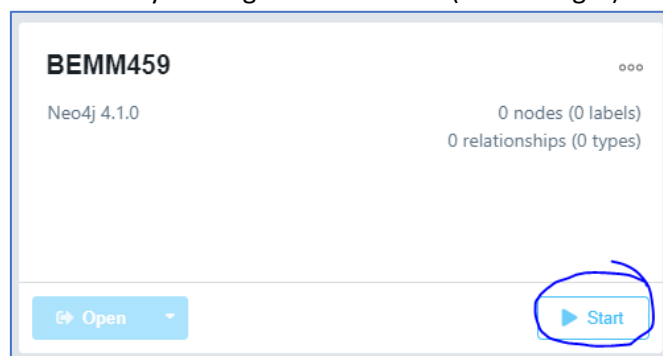 BEMM459
Neo4j 4.1.0
0 nodes (0 labels)
0 relationships (0 types)
Open
Start